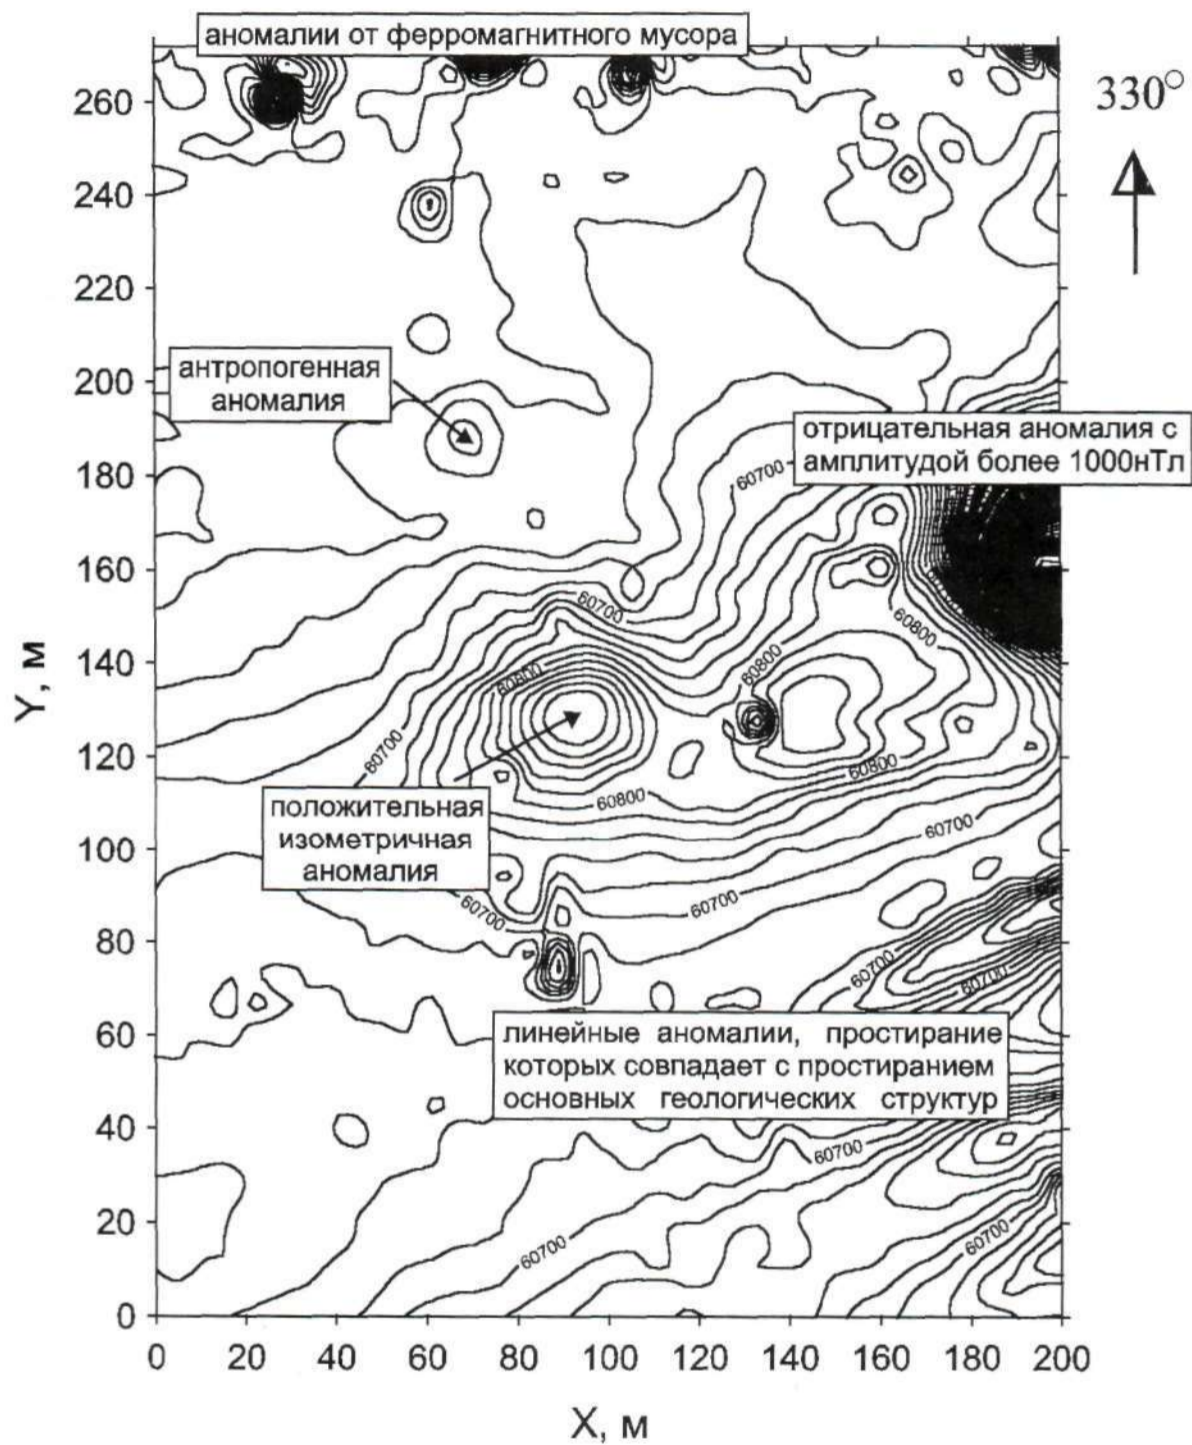 аномалии от ферромагнитного мусора
330°
260
240
220
200
180
160
140
120
100
80
60
40
20
0
Y, м
антропогенная
аномалия
отрицательная аномалия с
амплитудой более 1000нТл
60700
60700
60800
60800
60800
60700
60800
60800
положительная
изометричная
аномалия
60700
60700
60700
60700
60700
линейные аномалии, простирание
которых совпадает с простиранием
основных геологических структур
60700
60700
60700
0 20 40 60 80 100 120 140 160 180 200
X, м